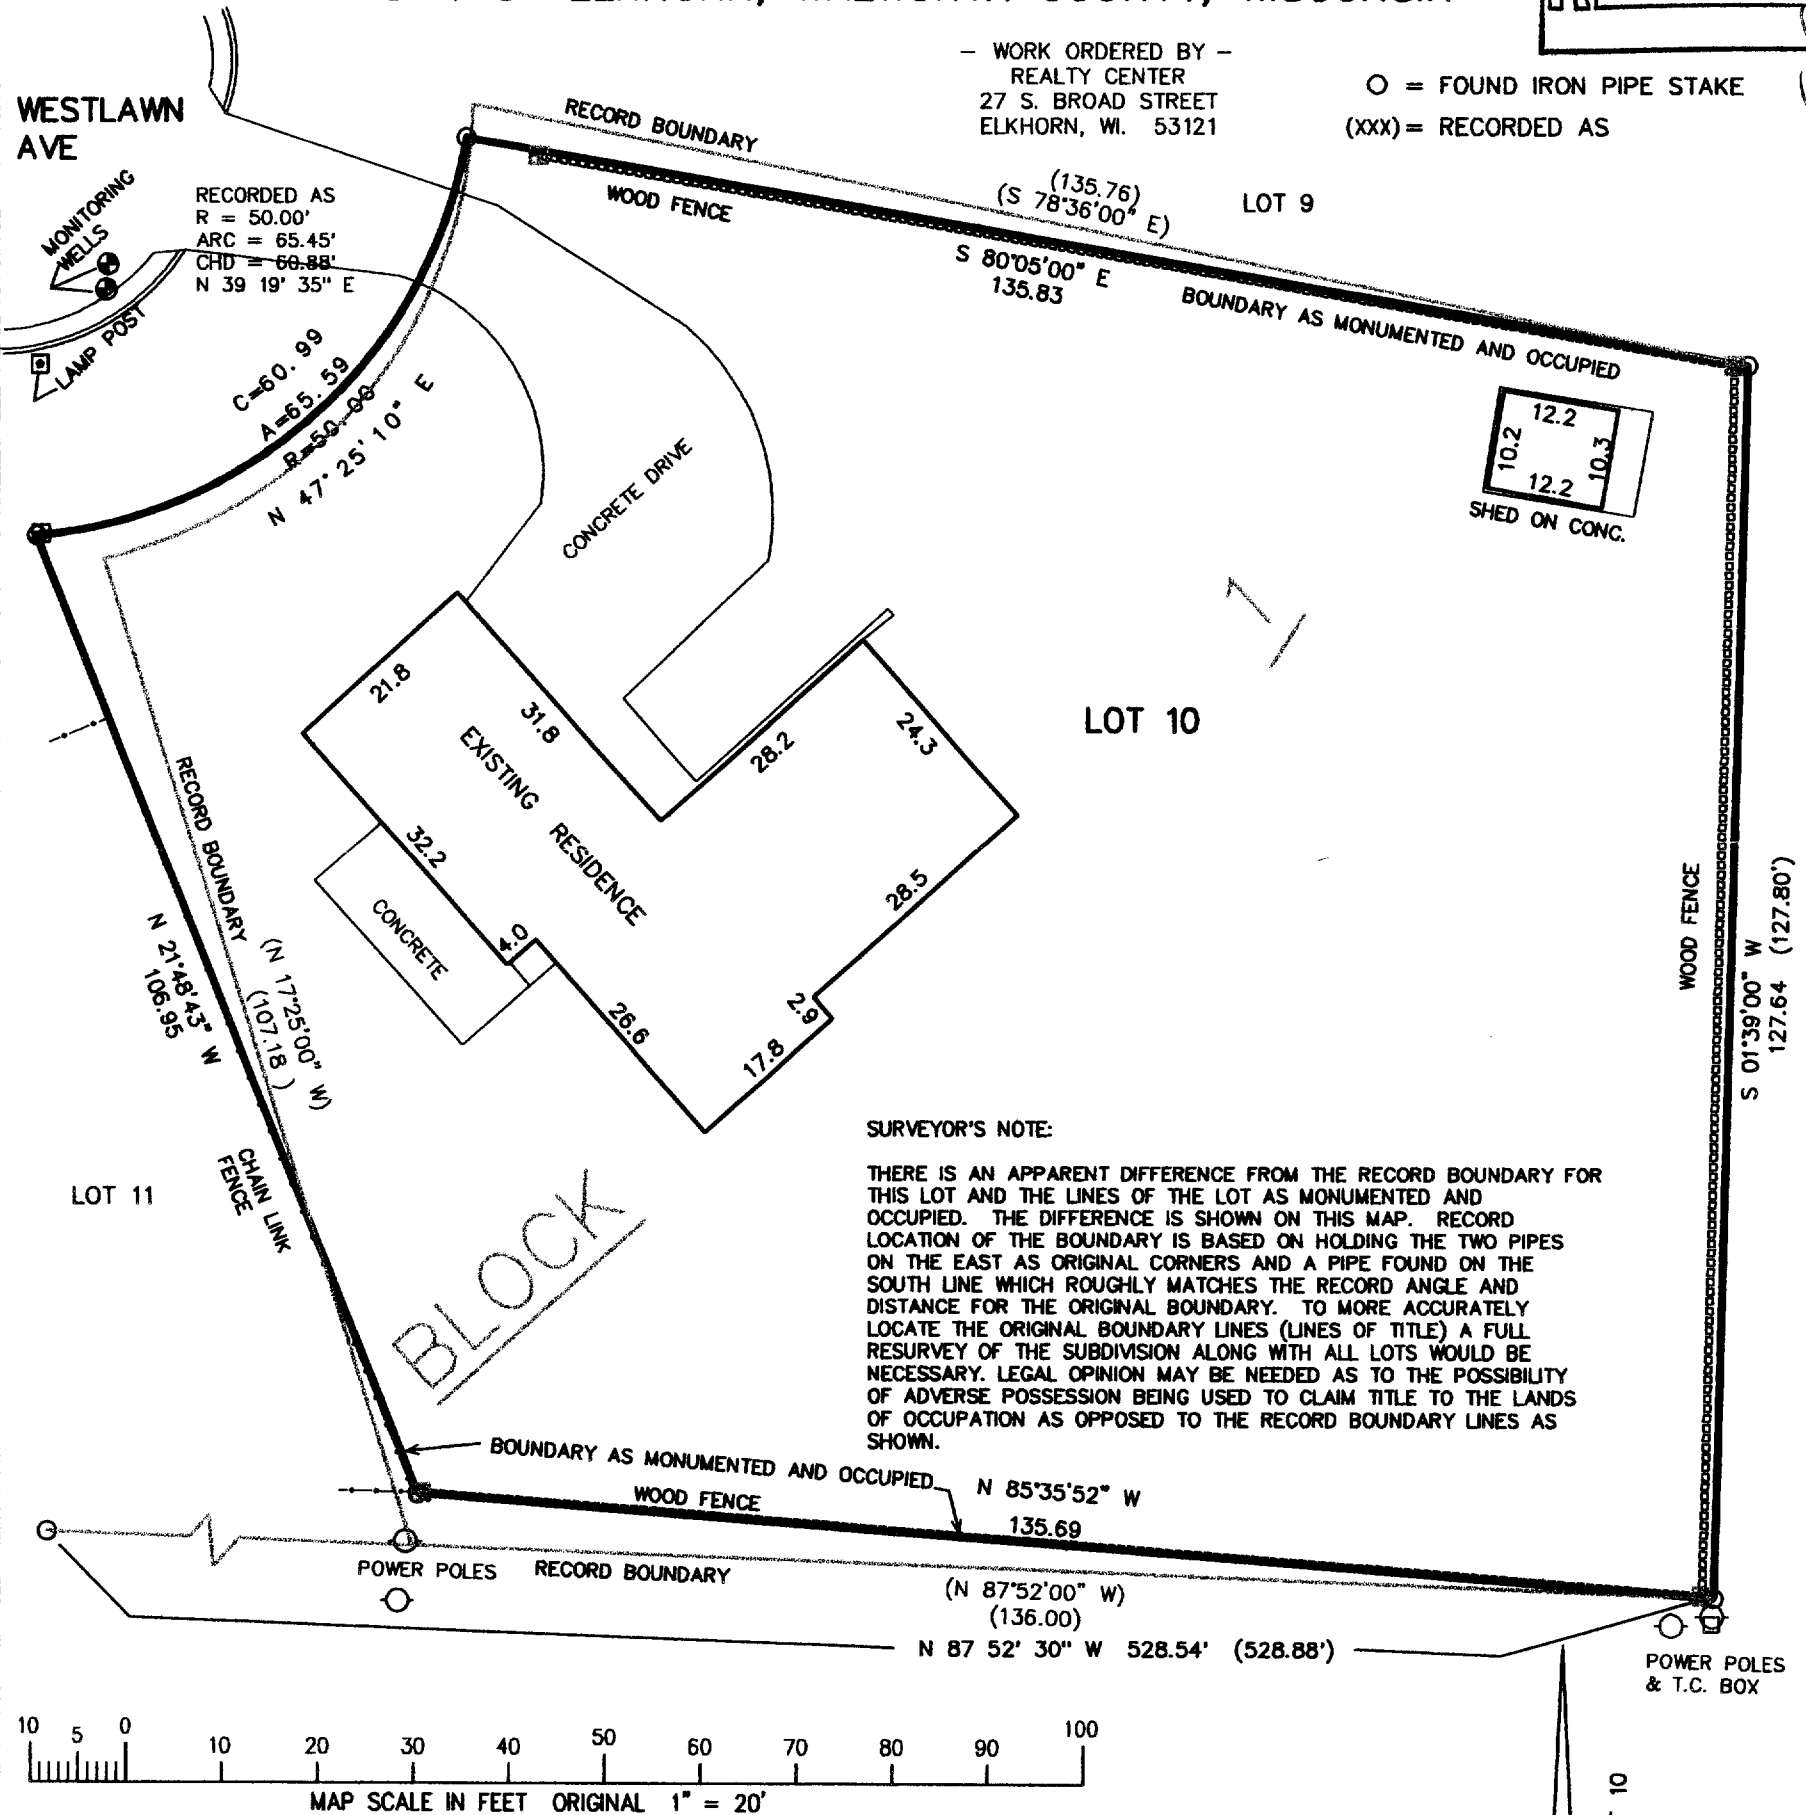 – WORK ORDERED BY –
REALTY CENTER
27 S. BROAD STREET
ELKHORN, WI. 53121
O = FOUND IRON PIPE STAKE
(XXX) = RECORDED AS
WESTLAWN
AVE
MONITORING
WELLS
LAMP POST
RECORDED AS
R = 50.00'
ARC = 65.45'
CHD = 60.88'
N 39 19' 35" E
C=60.99
A=65.59
R=50.00
N 47°25'10" E
RECORD BOUNDARY
WOOD FENCE
(135.76)
(S 78°36'00" E)
LOT 9
S 80°05'00" E
135.83
BOUNDARY AS MONUMENTED AND OCCUPIED
12.2
10.2
10.3
12.2
SHED ON CONC.
CONCRETE DRIVE
21.8
31.8
28.2
24.3
EXISTING RESIDENCE
32.2
4.0
26.6
17.8
2.9
28.5
CONCRETE
LOT 10
1
WOOD FENCE
S 01°39'00" W
127.64 (127.80')
RECORD BOUNDARY
(N 17°25'00" W)
(107.18 )
N 21°48'43" W
106.95
CHAIN LINK
FENCE
LOT 11
BLOCK
SURVEYOR'S NOTE:
THERE IS AN APPARENT DIFFERENCE FROM THE RECORD BOUNDARY FOR
THIS LOT AND THE LINES OF THE LOT AS MONUMENTED AND
OCCUPIED. THE DIFFERENCE IS SHOWN ON THIS MAP. RECORD
LOCATION OF THE BOUNDARY IS BASED ON HOLDING THE TWO PIPES
ON THE EAST AS ORIGINAL CORNERS AND A PIPE FOUND ON THE
SOUTH LINE WHICH ROUGHLY MATCHES THE RECORD ANGLE AND
DISTANCE FOR THE ORIGINAL BOUNDARY. TO MORE ACCURATELY
LOCATE THE ORIGINAL BOUNDARY LINES (LINES OF TITLE) A FULL
RESURVEY OF THE SUBDIVISION ALONG WITH ALL LOTS WOULD BE
NECESSARY. LEGAL OPINION MAY BE NEEDED AS TO THE POSSIBILITY
OF ADVERSE POSSESSION BEING USED TO CLAIM TITLE TO THE LANDS
OF OCCUPATION AS OPPOSED TO THE RECORD BOUNDARY LINES AS
SHOWN.
BOUNDARY AS MONUMENTED AND OCCUPIED
WOOD FENCE
N 85°35'52" W
135.69
POWER POLES
RECORD BOUNDARY
(N 87°52'00" W)
(136.00)
N 87 52' 30" W 528.54' (528.88')
POWER POLES
& T.C. BOX
10 5 0 10 20 30 40 50 60 70 80 90 100
MAP SCALE IN FEET ORIGINAL 1" = 20'
10